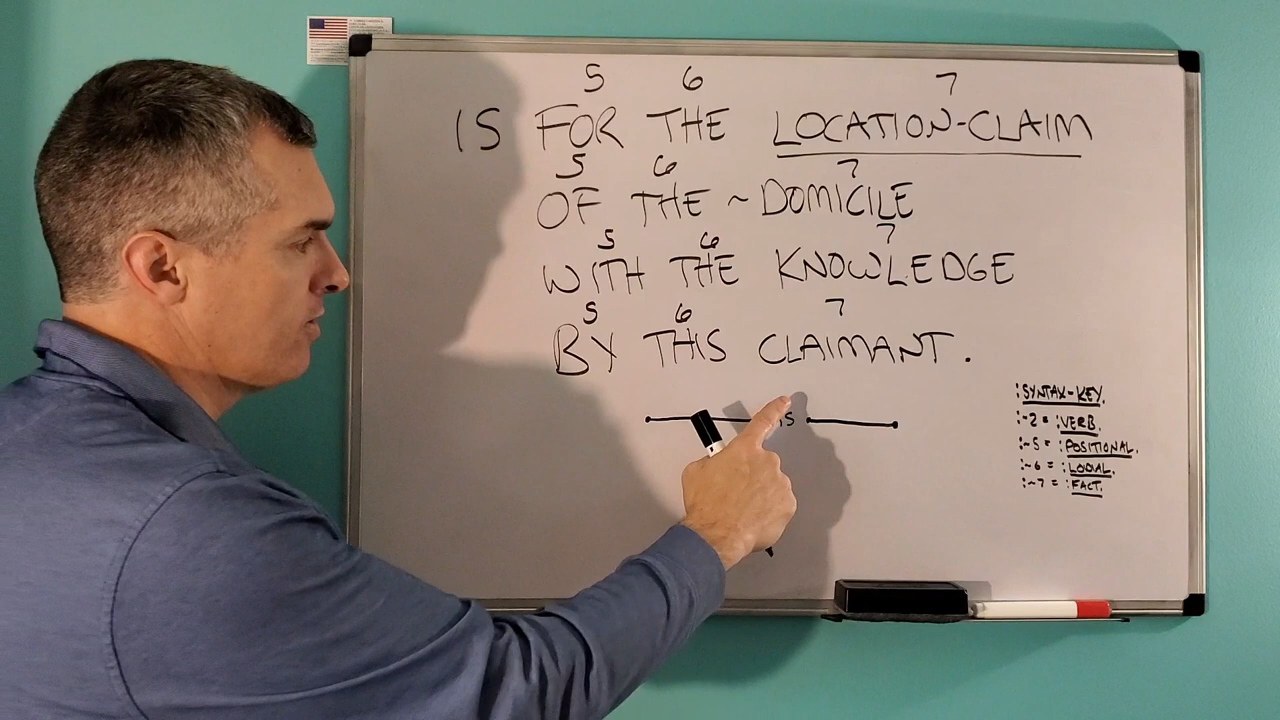 5 6 7
IS FOR THE LOCATION-CLAIM
5 6 7
OF THE ~DOMICILE
5 6 7
WITH THE KNOWLEDGE
5 6 7
BY THIS CLAIMANT.
:SYNTAX-KEY.
:~2 = :VERB.
:~5 = :POSITIONAL.
:~6 = :LODIAL.
:~7 = :FACT.